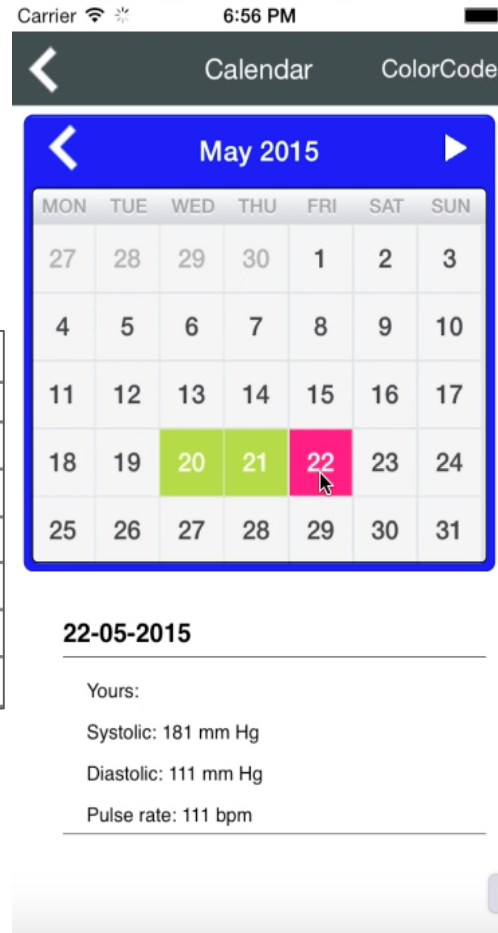 Carrier 6:56 PM
Calendar ColorCode
May 2015
MON TUE WED THU FRI SAT SUN
27 28 29 30 1 2 3
4 5 6 7 8 9 10
11 12 13 14 15 16 17
18 19 20 21 22 23 24
25 26 27 28 29 30 31
22-05-2015
Yours:
Systolic: 181 mm Hg
Diastolic: 111 mm Hg
Pulse rate: 111 bpm